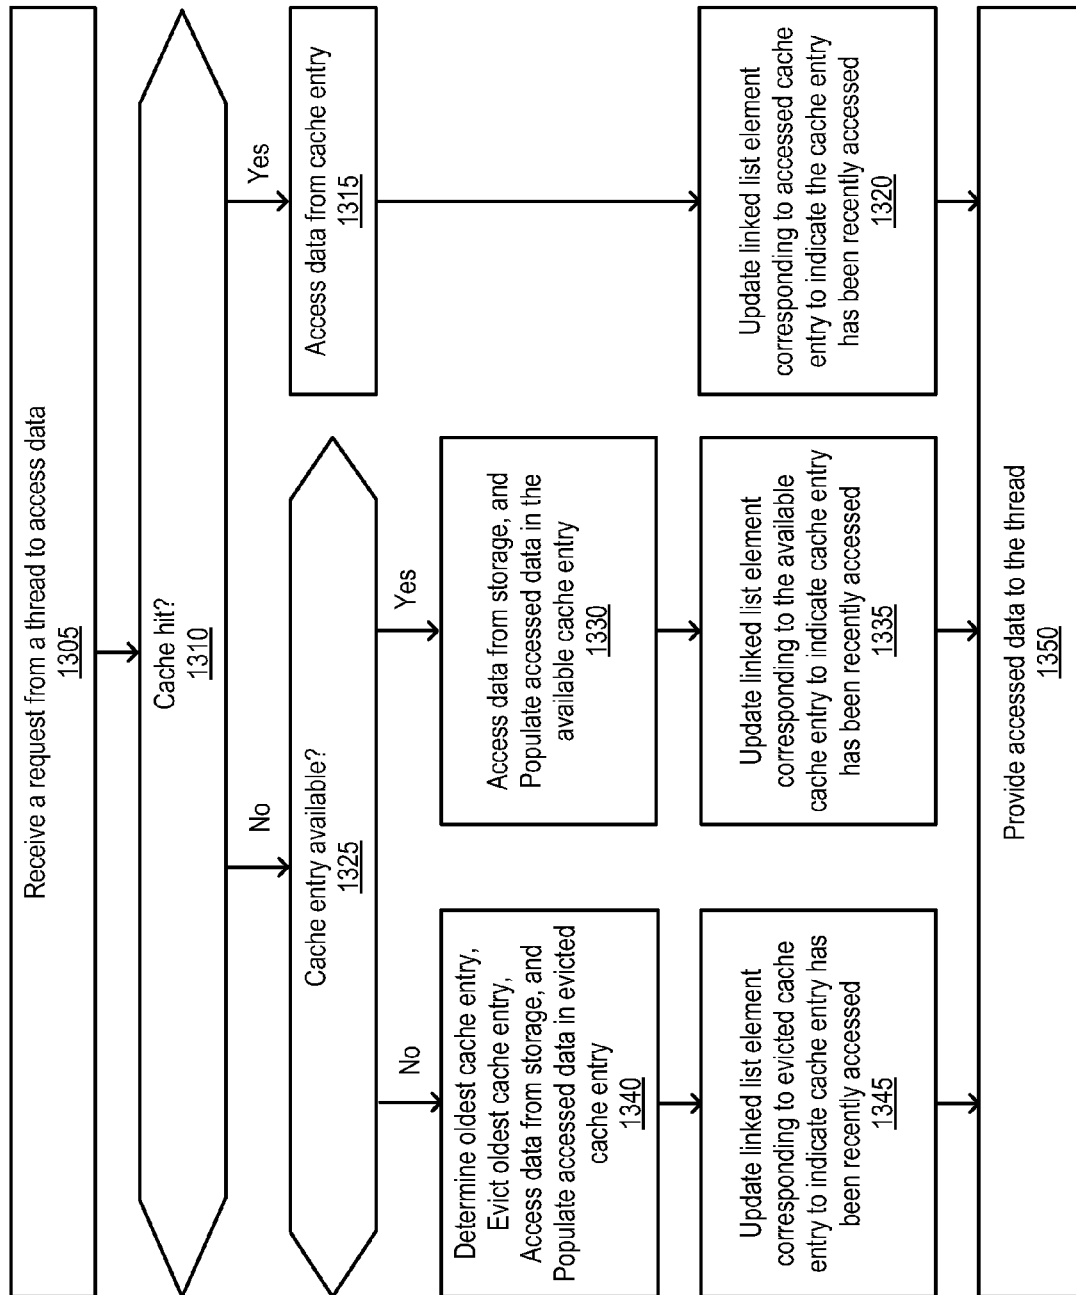 Receive a request from a thread to access data
1305
Cache hit?
1310
No
Yes
Cache entry available?
1325
Access data from cache entry
1315
No
Yes
Determine oldest cache entry,
Evict oldest cache entry,
Access data from storage, and
Populate accessed data in evicted
cache entry
1340
Access data from storage, and
Populate accessed data in the
available cache entry
1330
Update linked list element
corresponding to evicted cache
entry to indicate cache entry has
been recently accessed
1345
Update linked list element
corresponding to the available
cache entry to indicate cache entry
has been recently accessed
1335
Update linked list element
corresponding to accessed cache
entry to indicate the cache entry
has been recently accessed
1320
Provide accessed data to the thread
1350